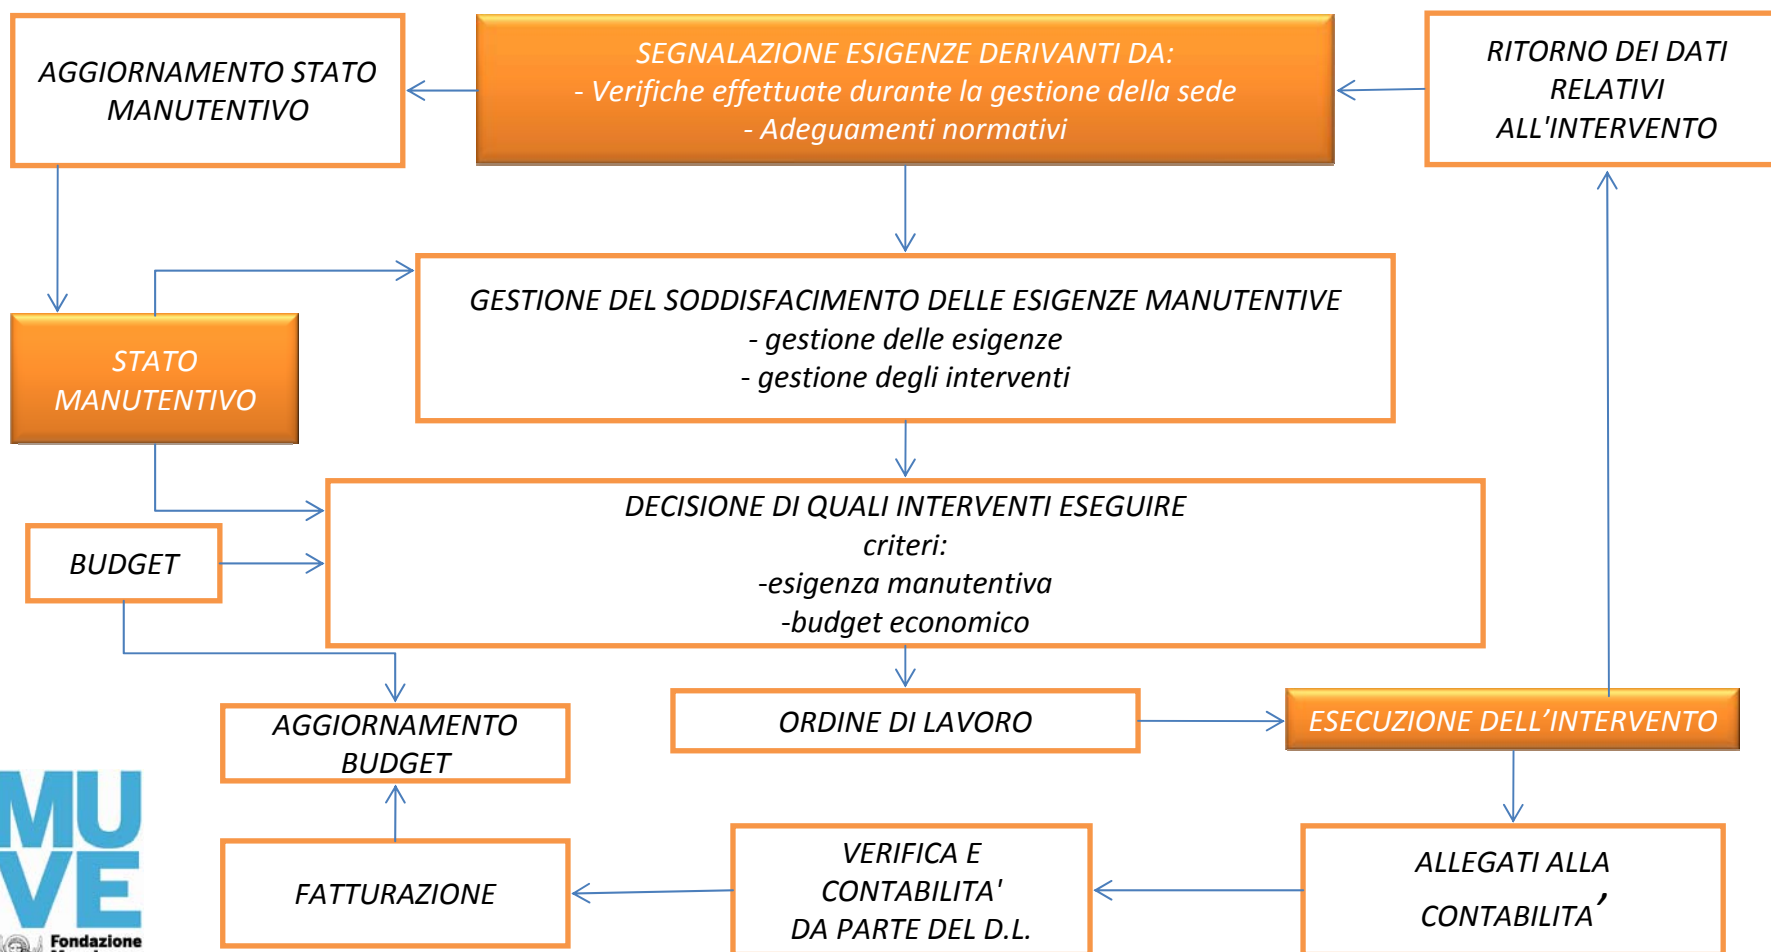 AGGIORNAMENTO STATO
MANUTENTIVO
SEGNALAZIONE ESIGENZE DERIVANTI DA:
- Verifiche effettuate durante la gestione della sede
- Adeguamenti normativi
RITORNO DEI DATI
RELATIVI
ALL'INTERVENTO
GESTIONE DEL SODDISFACIMENTO DELLE ESIGENZE MANUTENTIVE
- gestione delle esigenze
- gestione degli interventi
STATO
MANUTENTIVO
DECISIONE DI QUALI INTERVENTI ESEGUIRE
criteri:
-esigenza manutentiva
-budget economico
BUDGET
AGGIORNAMENTO
BUDGET
ORDINE DI LAVORO
ESECUZIONE DELL’INTERVENTO
FATTURAZIONE
VERIFICA E
CONTABILITA'
DA PARTE DEL D.L.
ALLEGATI ALLA
CONTABILITA’
MU
VE
Fondazione